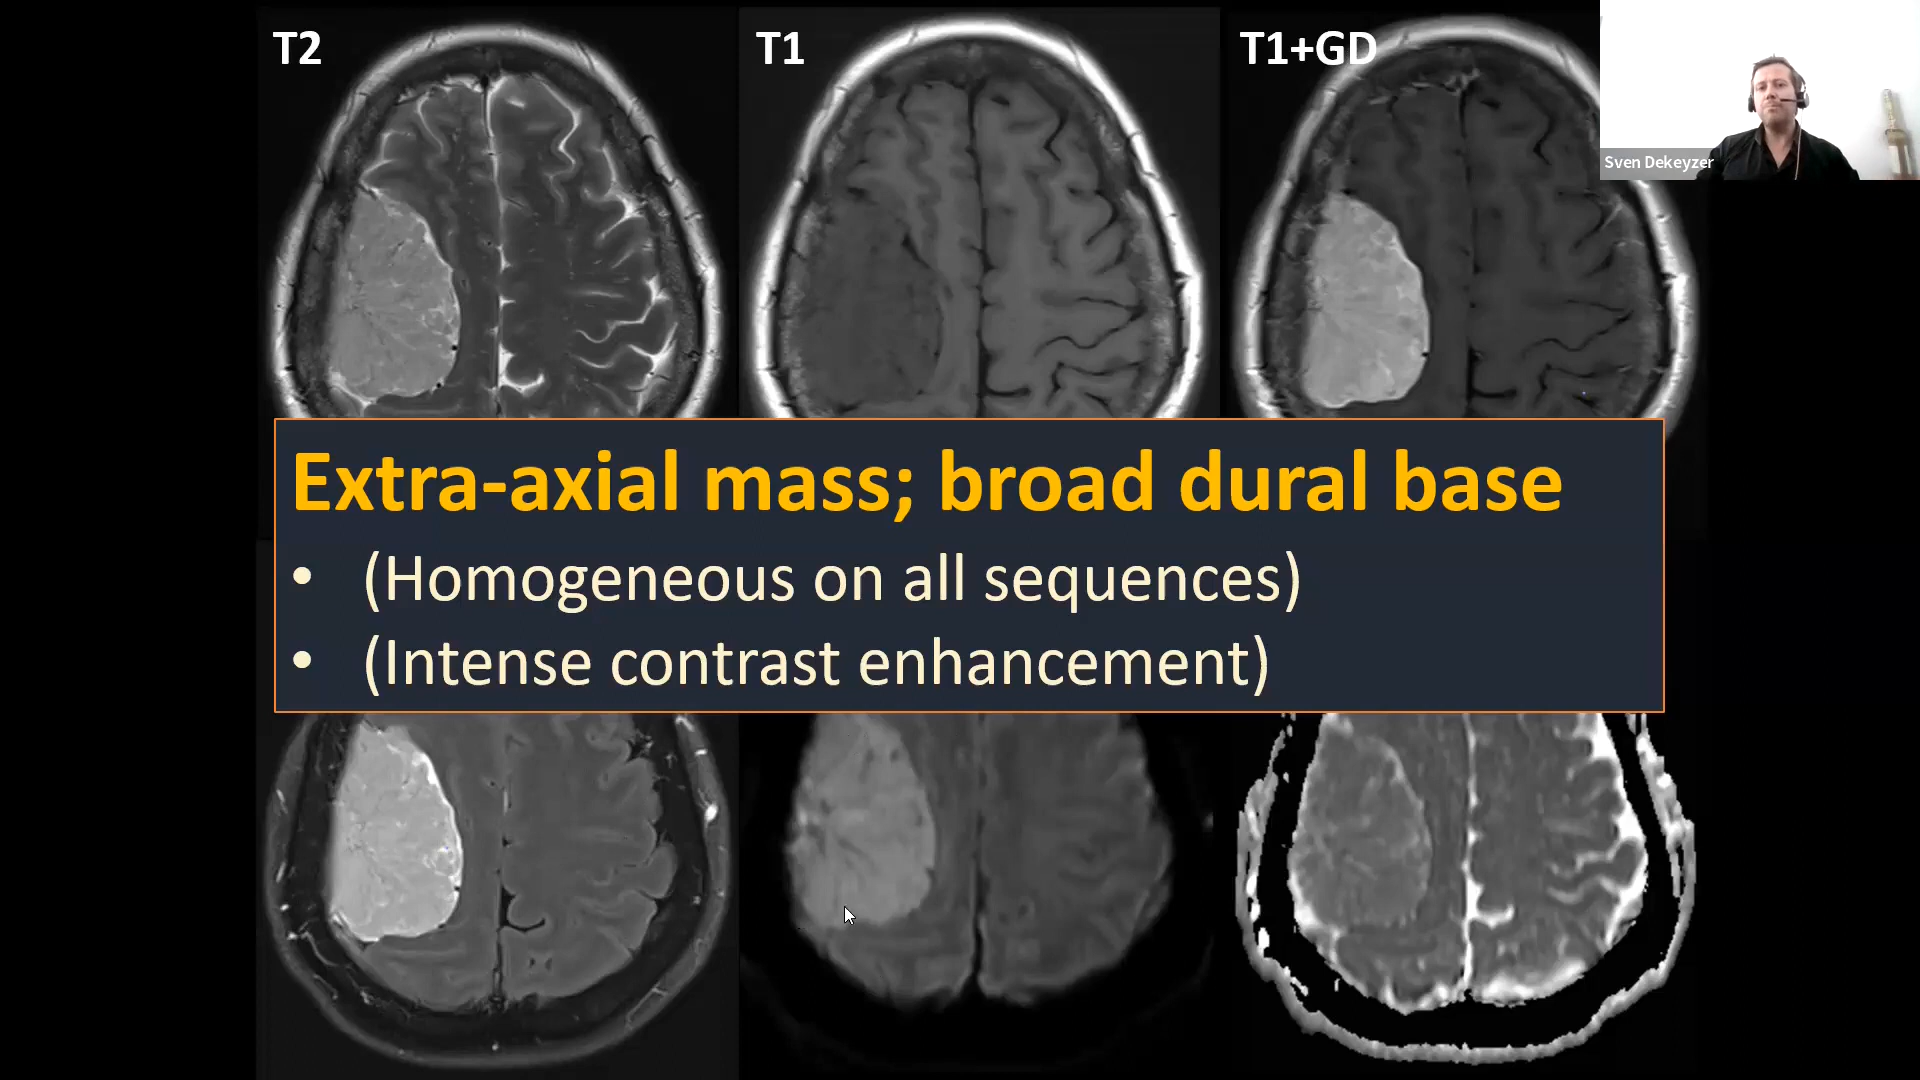 T2
T1
T1+GD
Sven Dekeyzer
Extra-axial mass; broad dural base
• (Homogeneous on all sequences)
• (Intense contrast enhancement)